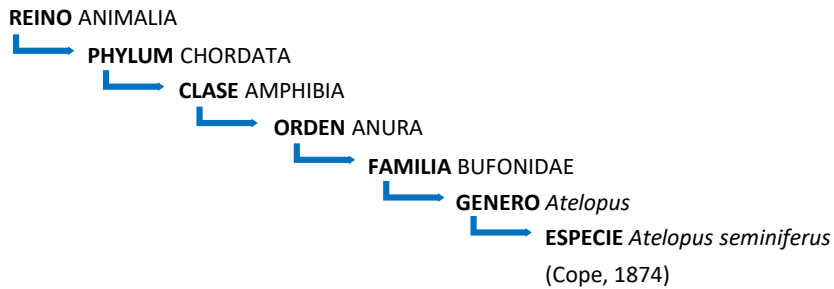 REINO ANIMALIA
PHYLUM CHORDATA
CLASE AMPHIBIA
ORDEN ANURA
FAMILIA BUFONIDAE
GENERO Atelopus
ESPECIE Atelopus seminiferus
(Cope, 1874)